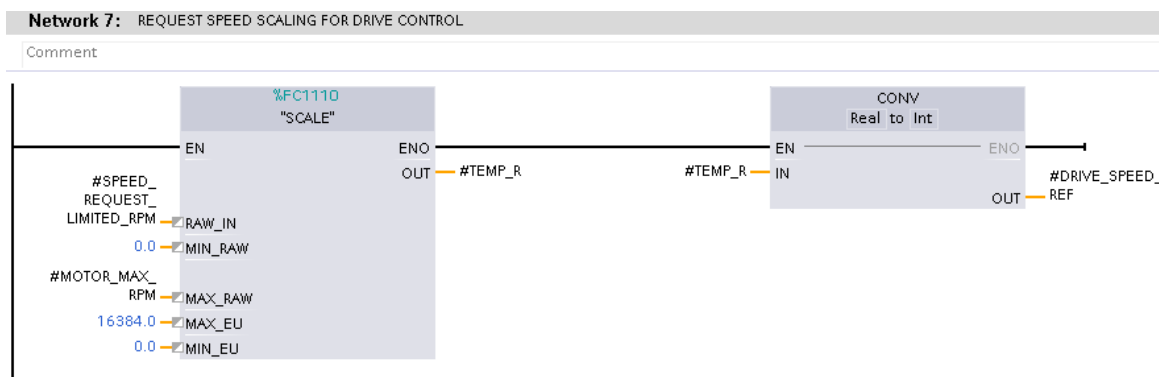 Network 7: REQUEST SPEED SCALING FOR DRIVE CONTROL
Comment
%FC1110
"SCALE"
EN
ENO
OUT
#TEMP_R
#SPEED_
REQUEST_
LIMITED_RPM
RAW_IN
0.0
MIN_RAW
#MOTOR_MAX_
RPM
MAX_RAW
16384.0
MAX_EU
0.0
MIN_EU
CONV
Real to Int
EN
ENO
#TEMP_R
IN
OUT
#DRIVE_SPEED_
REF